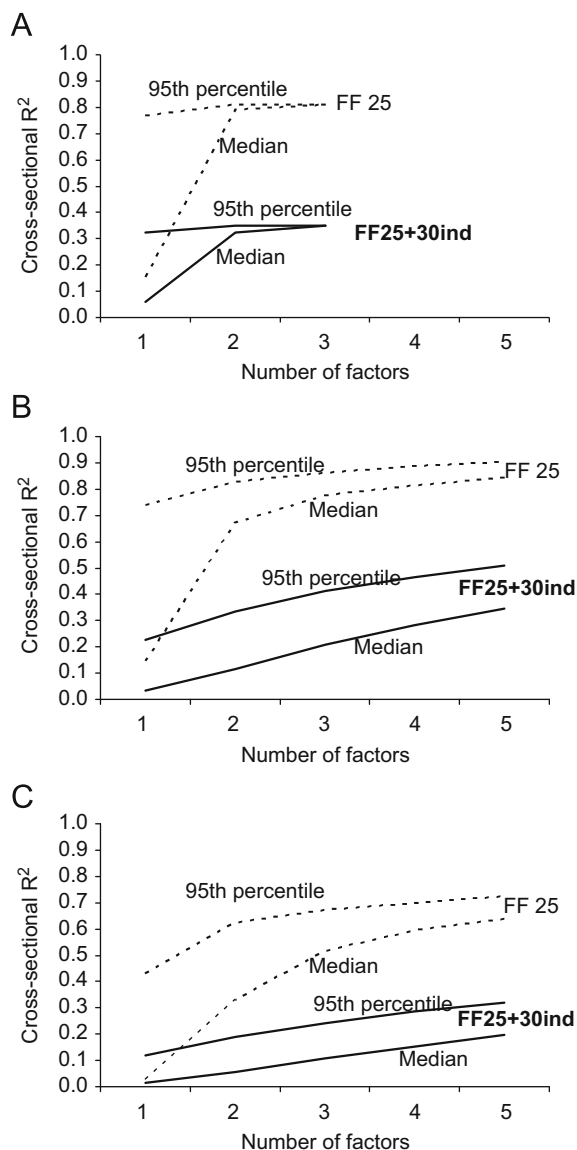 A
Cross-sectional R²
1.0
0.9
0.8
0.7
0.6
0.5
0.4
0.3
0.2
0.1
0.0
95th percentile
FF 25
Median
95th percentile
FF25+30ind
Median
1 2 3 4 5
Number of factors
B
Cross-sectional R²
1.0
0.9
0.8
0.7
0.6
0.5
0.4
0.3
0.2
0.1
0.0
95th percentile
FF 25
Median
95th percentile
FF25+30ind
Median
1 2 3 4 5
Number of factors
C
Cross-sectional R²
1.0
0.9
0.8
0.7
0.6
0.5
0.4
0.3
0.2
0.1
0.0
95th percentile
FF 25
Median
95th percentile
FF25+30ind
Median
1 2 3 4 5
Number of factors